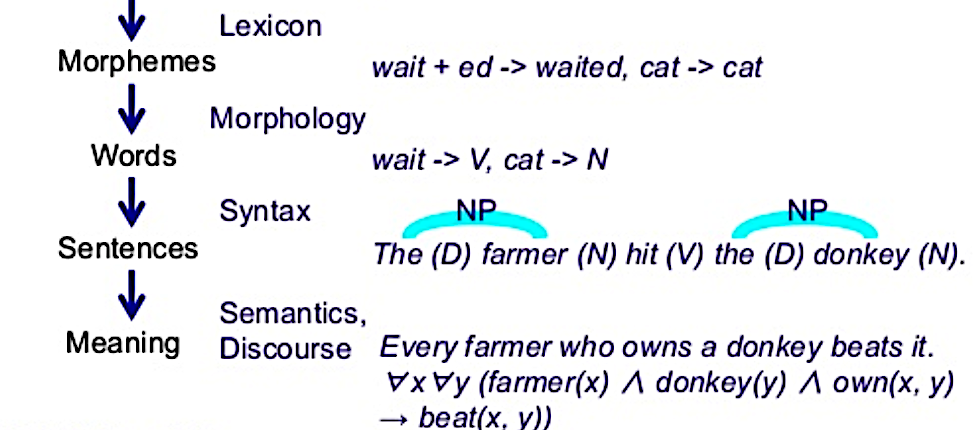 Lexicon
Morphemes
wait + ed -> waited, cat -> cat
Morphology
Words
wait -> V, cat -> N
Syntax
NP NP
Sentences
The (D) farmer (N) hit (V) the (D) donkey (N).
Semantics,
Meaning
Discourse
Every farmer who owns a donkey beats it.
∀x∀y (farmer(x) ∧ donkey(y) ∧ own(x, y)
→ beat(x, y))